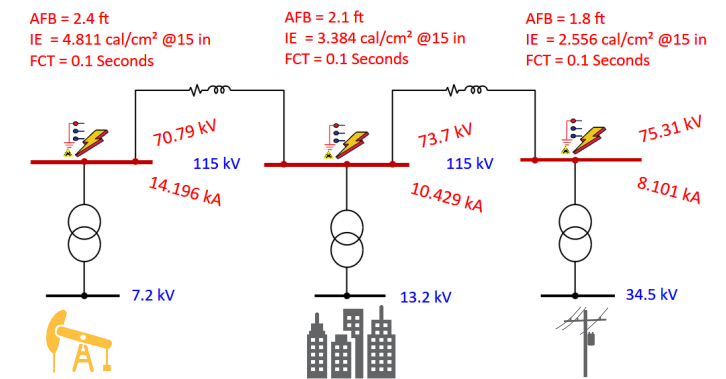 AFB = 2.4 ft
IE = 4.811 cal/cm² @15 in
FCT = 0.1 Seconds
AFB = 2.1 ft
IE = 3.384 cal/cm² @15 in
FCT = 0.1 Seconds
AFB = 1.8 ft
IE = 2.556 cal/cm² @15 in
FCT = 0.1 Seconds
70.79 kV
115 kV
14.196 kA
73.7 kV
115 kV
10.429 kA
75.31 kV
8.101 kA
7.2 kV
13.2 kV
34.5 kV